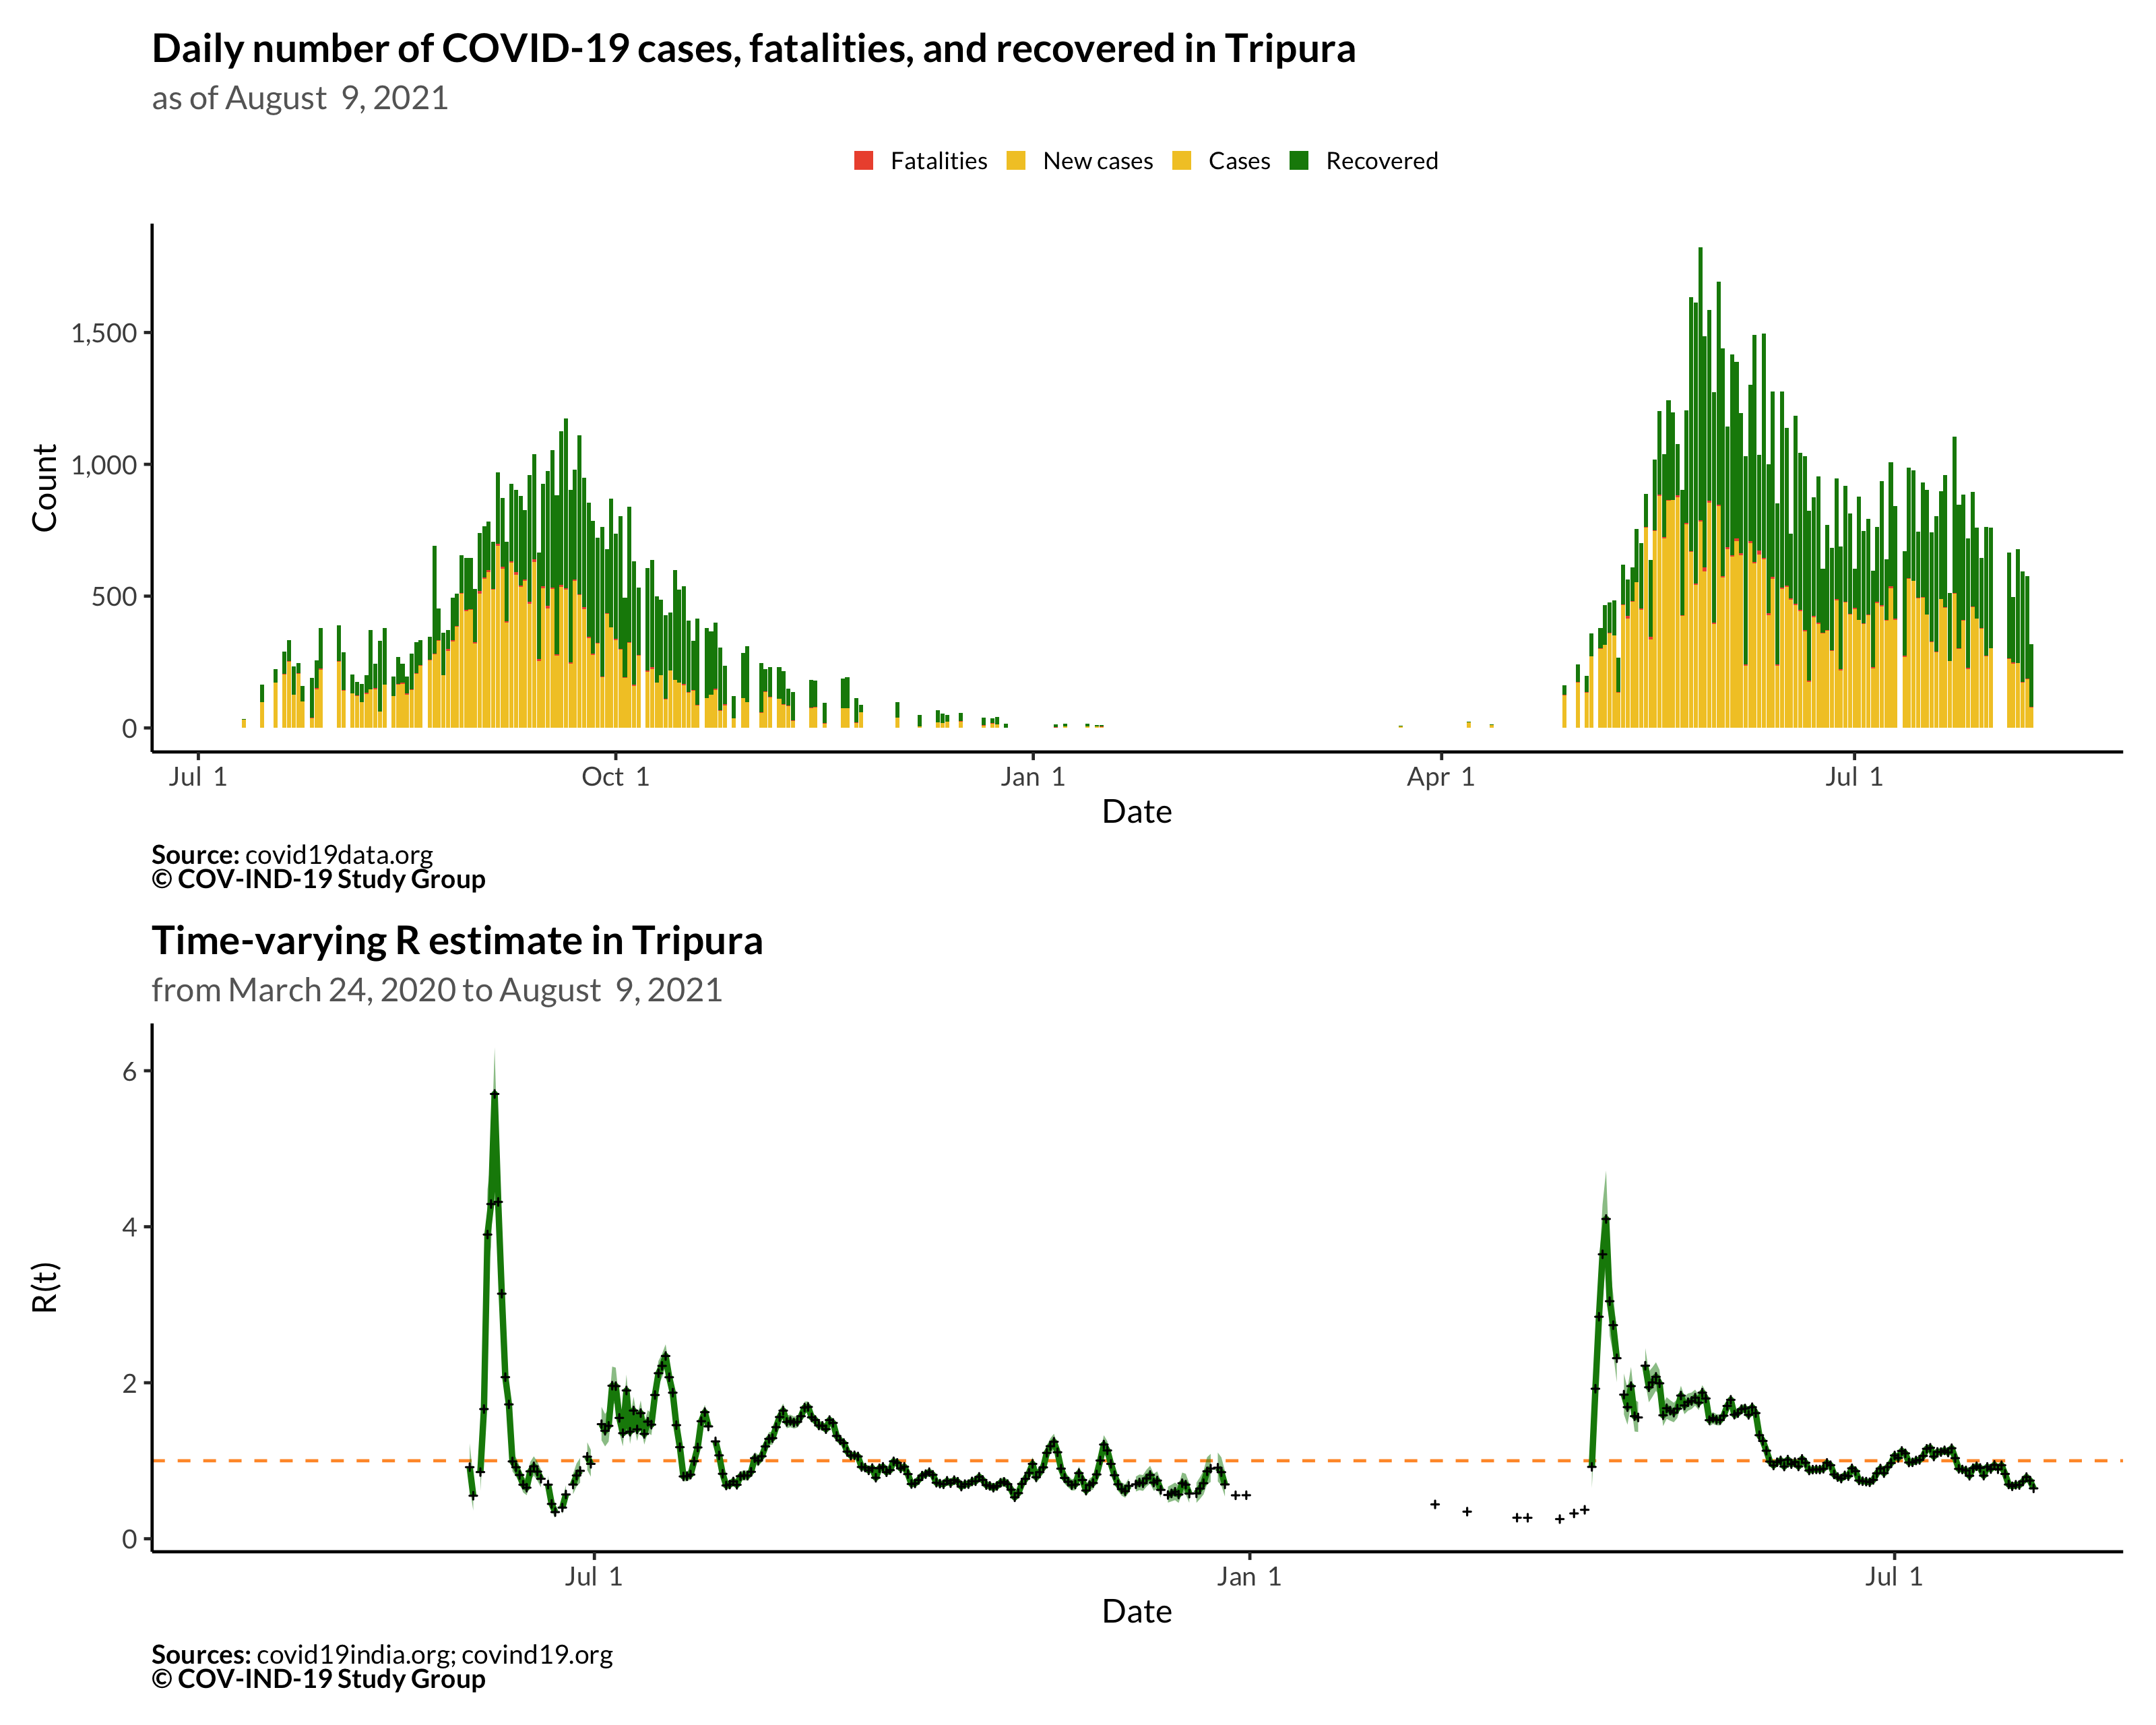 Daily number of COVID-19 cases, fatalities, and recovered in Tripura
as of August  9, 2021
Fatalities New cases Cases Recovered
Count
1,500
1,000
500
0
Jul 1 Oct 1 Jan 1 Apr 1 Jul 1
Date
Source: covid19data.org
© COV-IND-19 Study Group
Time-varying R estimate in Tripura
from March 24, 2020 to August  9, 2021
R(t)
6
4
2
0
Jul 1 Jan 1 Jul 1
Date
Sources: covid19india.org; covind19.org
© COV-IND-19 Study Group